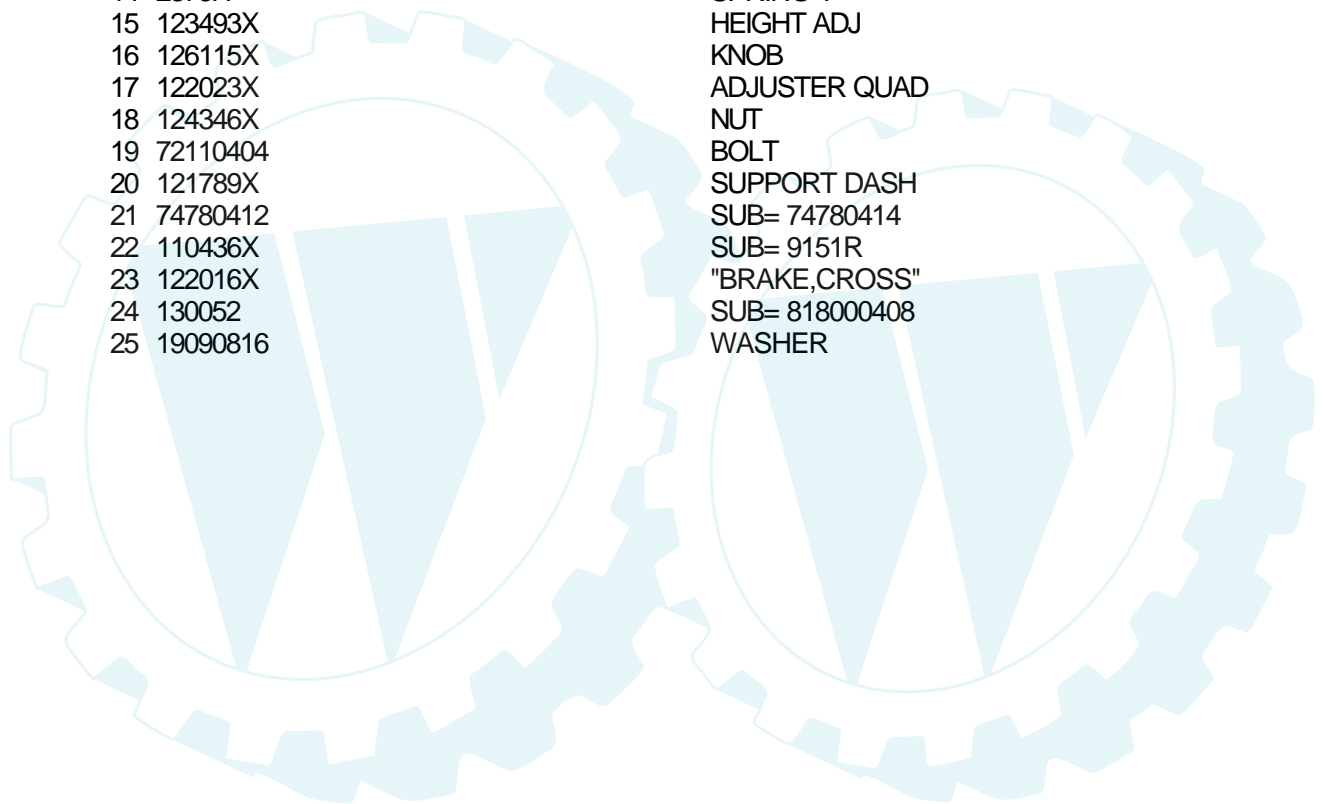 15 123493X HEIGHT ADJ
16 126115X KNOB
17 122023X ADJUSTER QUAD
18 124346X NUT
19 72110404 BOLT
20 121789X SUPPORT DASH
21 74780412 SUB= 74780414
22 110436X SUB= 9151R
23 122016X "BRAKE,CROSS"
24 130052 SUB= 818000408
25 19090816 WASHER